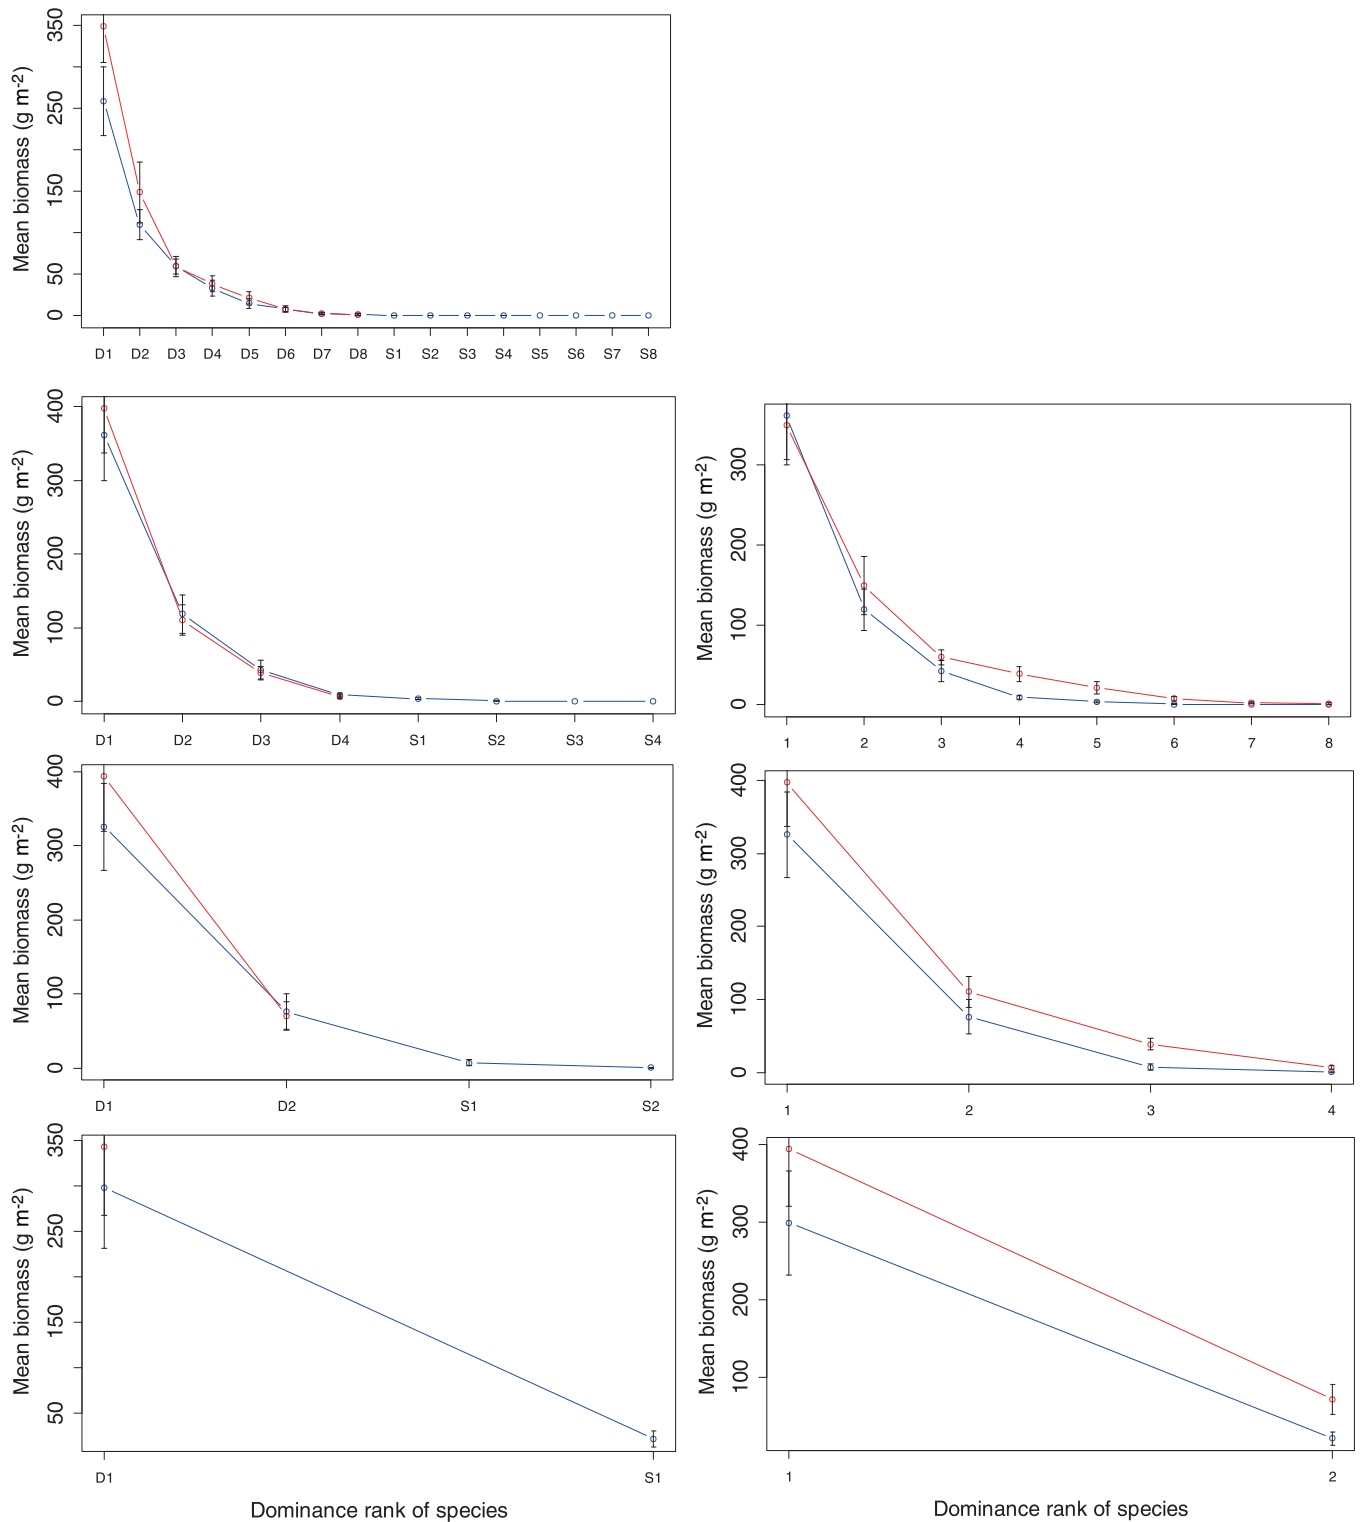 Mean biomass (g m-2)
350
250
150
50
0
D1 D2 D3 D4 D5 D6 D7 D8 S1 S2 S3 S4 S5 S6 S7 S8
Mean biomass (g m-2)
400
300
200
100
0
D1 D2 D3 D4 S1 S2 S3 S4
Mean biomass (g m-2)
300
200
100
0
1 2 3 4 5 6 7 8
Mean biomass (g m-2)
400
300
200
100
0
D1 D2 S1 S2
Mean biomass (g m-2)
400
300
200
100
0
1 2 3 4
Mean biomass (g m-2)
350
250
150
50
D1 S1
Dominance rank of species
Mean biomass (g m-2)
400
300
200
100
1 2
Dominance rank of species